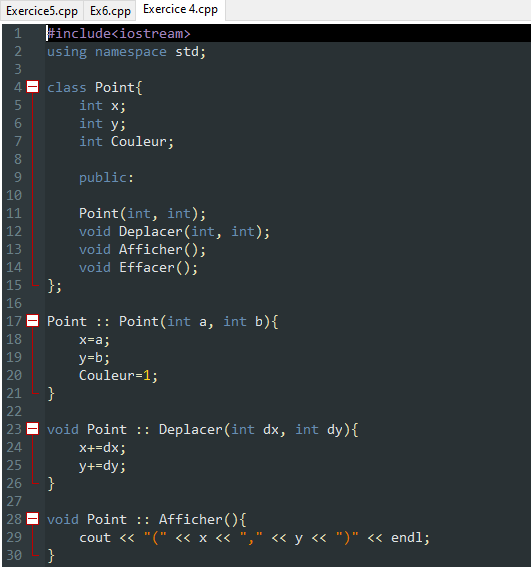 Exercice5.cpp Ex6.cpp Exercice 4.cpp
1 #include<iostream>
2 using namespace std;
3
4 class Point{
5 int x;
6 int y;
7 int Couleur;
8
9 public:
10
11 Point(int, int);
12 void Deplacer(int, int);
13 void Afficher();
14 void Effacer();
15 };
16
17 Point :: Point(int a, int b){
18 x=a;
19 y=b;
20 Couleur=1;
21 }
22
23 void Point :: Deplacer(int dx, int dy){
24 x+=dx;
25 y+=dy;
26 }
27
28 void Point :: Afficher(){
29 cout << "(" << x << "," << y << ")" << endl;
30 }